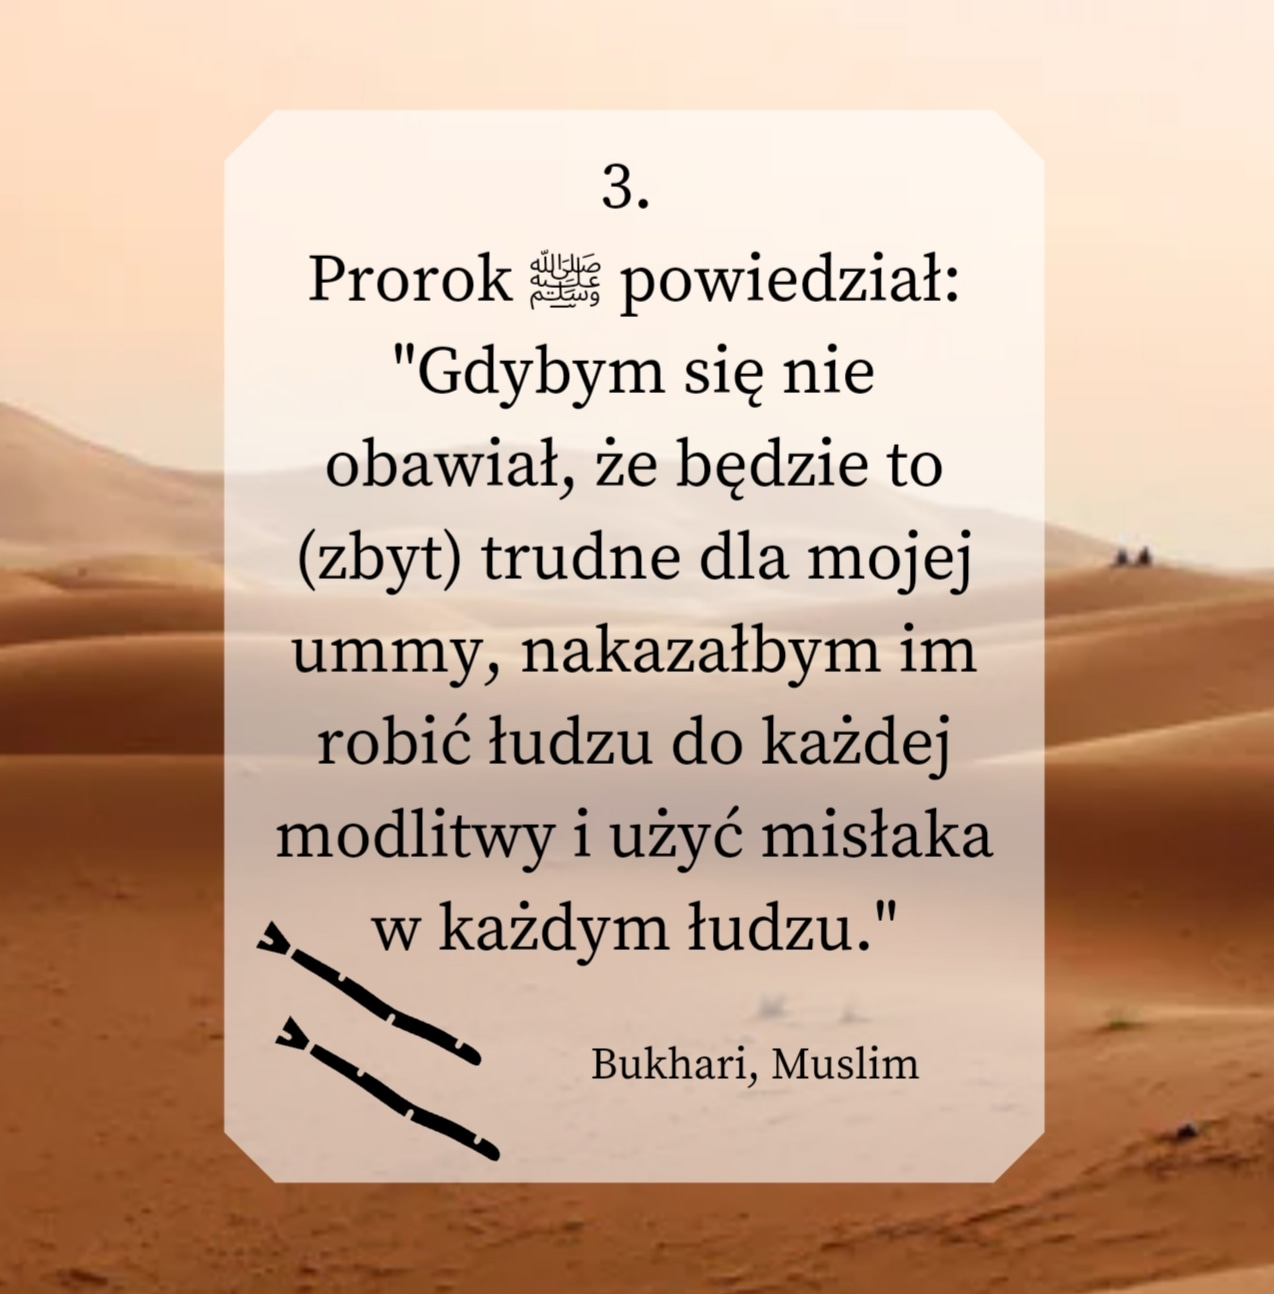 3.
Prorok ﷺ powiedział:
"Gdybym się nie
obawiał, że będzie to
(zbyt) trudne dla mojej
ummy, nakazałbym im
robić łudzu do każdej
modlitwy i użyć misłaka
w każdym łudzu."
Bukhari, Muslim